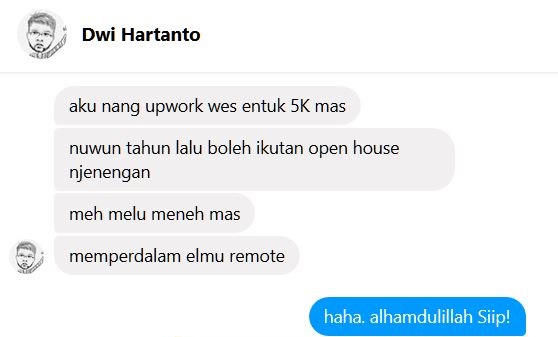 Dwi Hartanto
aku nang upwork wes entuk 5K mas
nuwun tahun lalu boleh ikutan open house
njenengan
meh melu meneh mas
memperdalam elmu remote
haha. alhamdulillah Siip!